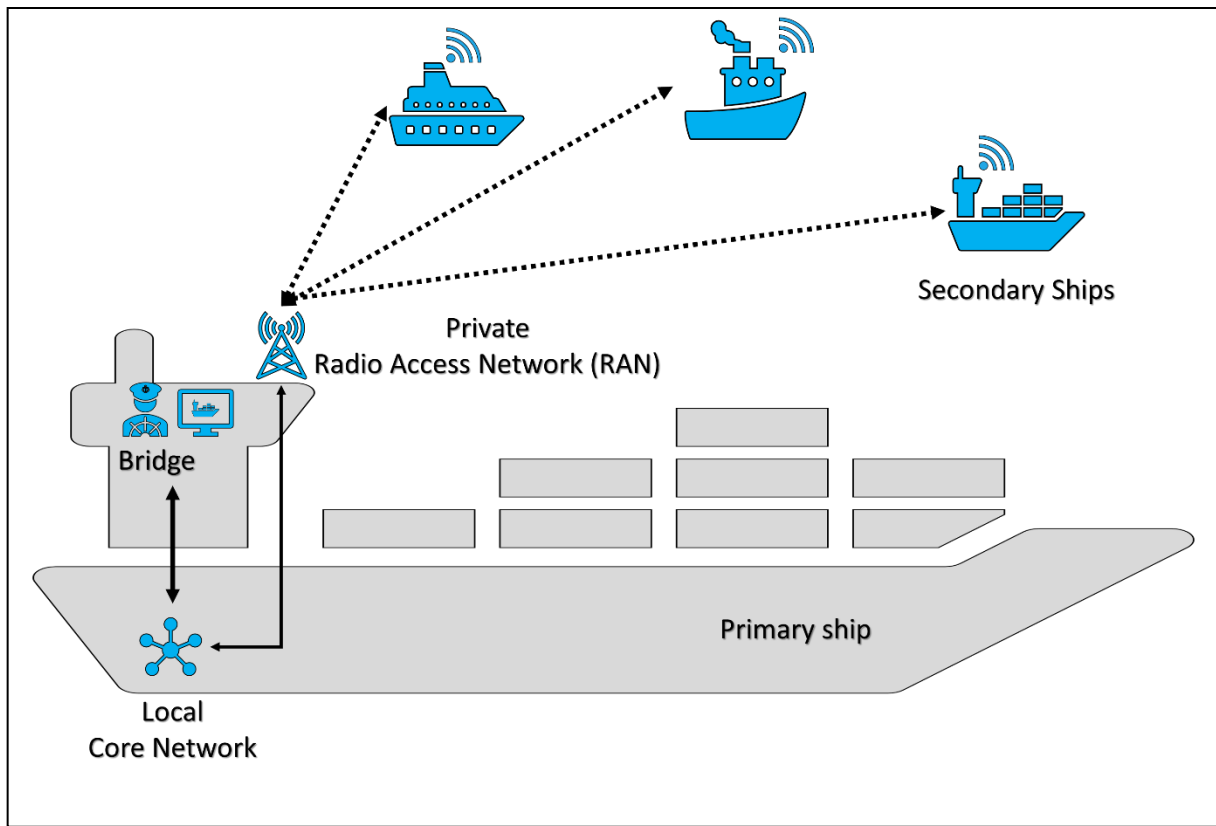 Secondary Ships
Private
Radio Access Network (RAN)
Bridge
Primary ship
Local
Core Network